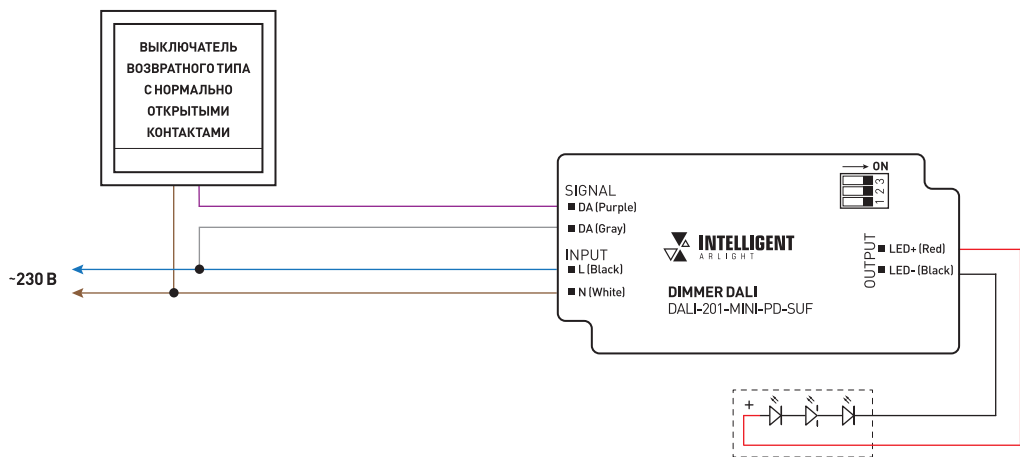 ВЫКЛЮЧАТЕЛЬ
ВОЗВРАТНОГО ТИПА
С НОРМАЛЬНО
ОТКРЫТЫМИ
КОНТАКТАМИ
~230 В
SIGNAL
DA (Purple)
DA (Gray)
INPUT
L (Black)
N (White)
INTELLIGENT
ARLIGHT
DIMMER DALI
DALI-201-MINI-PD-SUF
ON
1 2 3
OUTPUT
LED+ (Red)
LED- (Black)
+